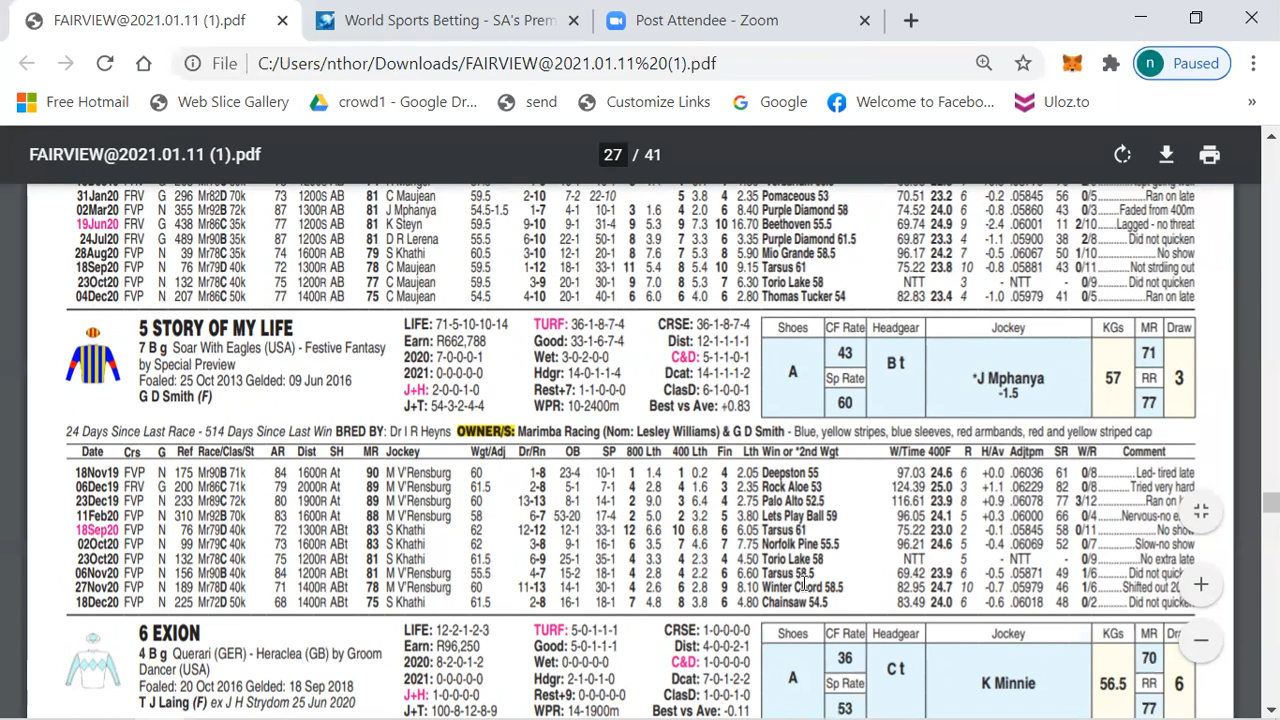 FAIRVIEW@2021.01.11 (1).pdf
World Sports Betting - SA's Prem
Post Attendee - Zoom
File C:/Users/nthor/Downloads/FAIRVIEW@2021.01.11%20(1).pdf n Paused
Free Hotmail Web Slice Gallery crowd1 - Google Dr... send Customize Links Google Welcome to Facebo... Uloz.to »
FAIRVIEW@2021.01.11 (1).pdf 27 / 41
31Jan20 FRV G 73 1200S AB 81 C Maujean 59.5 2-10 7-2 22-10 5 3.8 4 2.35 Pomaceous 53 70.51 23.2 6 -0.2 .05845 56 0/5 Ran on late
02Mar20 FVP N 355 Mr92B 72k 87 1300R AB 81 J Mphanya 54.5-1.5 1-7 4-1 10-1 3 1.6 4 2.0 6 8.40 Purple Diamond 58 74.52 24.0 6 -0.8 .05826 41 0/3 Faded from 400m
19Jun20 FRV G 438 Mr86C 35k 77 1200S AB 81 R Steyn 59.5 9-10 9-1 31-4 9 5.3 9 7.3 10 16.70 Beethoven 55.5 69.74 24.9 9 -2.4 .06001 11 2/10 Lagged - no threat
24Jul20 FRV G 489 Mr90B 35k 87 1200S AB 81 D R Lerena 55.5 6-10 22-1 50-1 8 3.9 7 3.3 6 3.35 Purple Diamond 61.5 69.87 23.3 4 -1.1 .05900 38 2/8 Did not quicken
28Aug20 FVP N 39 Mr82C 35k 74 1600R AB 79 S Khathi 60.5 3-10 12-1 20-1 8 7.6 7 5.3 8 5.90 Mio Grande 58.5 96.17 24.2 7 -0.5 .06067 50 1/10 No show
18Sep20 FVP N 76 Mr79D 40k 72 1300R AB 78 C Maujean 59.5 1-12 18-1 33-1 11 5.4 8 5.4 10 9.15 Tarsus 61 75.22 23.8 10 -0.8 .05881 43 0/11 Not strdiing out
23Oct20 FVP N 132 Mr78C 40k 77 1400R AB 78 C Maujean 59.5 3-9 20-1 30-1 9 7.0 8 5.3 7 6.30 Torio Lake 58 NTT 3 - NTT - 0/9 Did not quicken
04Dec20 FVP N 207 Mr86C 50k 77 1400R AB 75 C Maujean 54.5 4-10 20-1 40-1 6 6.0 6 4.0 6 2.80 Thomas Tucker 54 82.83 23.4 4 -1.0 .05979 41 0/5 Ran on late
5 STORY OF MY LIFE
7 B g Soar With Eagles (USA) - Festive Fantasy
by Special Preview
Foaled: 25 Oct 2013 Gelded: 09 Jun 2016
G D Smith (F)
LIFE: 71-5-10-10-14 TURF: 36-1-8-7-4 CRSE: 36-1-8-7-4
Earn: R662,788 Good: 33-1-6-7-4 Dist: 12-1-1-1-1
2020: 7-0-0-0-1 Wet: 3-0-2-0-0 C&D: 5-1-1-0-1
2021: 0-0-0-0-0 Hdgr: 14-0-1-1-4 Dcat: 14-1-1-1-2
J+H: 2-0-0-1-0 Rest+7: 1-1-0-0-0 ClasD: 6-1-0-0-1
J+T: 54-3-2-4-4 WPR: 10-2400m Best vs Ave: +0.83
Shoes CF Rate Headgear Jockey KGs MR Draw
A 43 Sp Rate 60 B t *J Mphanya -1.5 57 71 RR 77 3
24 Days Since Last Race - 514 Days Since Last Win BRED BY: Dr I R Heyns OWNER/S: Marimba Racing (Nom: Lesley Williams) & G D Smith - Blue, yellow stripes, blue sleeves, red armbands, red and yellow striped cap
Date Crs G N Race/Clas/St AR Dist SH MR Jockey Wgt/Adj Dr/Rn OB SP 800 Lth 400 Lth Fin Lth Win or *2nd Wgt W/Time 400F R H/Av Adjtpm SR Comment
18Nov19 FVP N 175 Mr90B 71k 84 1600R At 90 M V'Rensburg 60 1-8 23-4 10-1 1 1.4 1 0.2 4 2.05 Deepston 55 97.03 24.6 5 +0.0 .06036 61 0/8 Led- tired late
06Dec19 FVP G 200 Mr93C 71k 89 2000R At 89 M V'Rensburg 61.5 2-8 5-1 7-1 4 2.8 4 1.6 3 2.35 Rock Aloe 53 124.39 25.0 3 +1.1 .06229 82 0/8 Tried very hard
23Dec19 FVP G 233 Mr94C 72k 80 1900R At 89 M V'Rensburg 60 13-13 8-1 14-1 2 9.0 3 6.4 4 2.75 Palo Alto 52.5 116.61 23.9 8 +0.9 .06078 77 3/12 Ran on
11Feb20 FVP N 310 Mr92B 70k 88 1600R At 88 M V'Rensburg 58 2-7 53-20 17-4 2 5.0 2 3.2 5 3.80 Lets Play Ball 59 96.05 24.1 5 +0.3 .06000 66 0/4 Nervous-no e
18Sep20 FVP N 76 Mr79D 40k 72 1300R ABt 83 S Khathi 62 12-12 12-1 33-1 12 6.6 10 6.8 6 6.05 Tarsus 61 75.22 23.0 2 -0.1 .05845 58 0/11 No show
02Oct20 FVP N 99 Mr79C 40k 73 1600R ABt 83 S Khathi 62 3-8 9-1 16-1 6 3.5 7 4.6 7 7.75 Norfolk Pine 55.5 96.21 24.6 5 -0.4 .06069 52 0/7 Slow-no show
23Oct20 FVP N 132 Mr78C 40k 77 1400R ABt 81 S Khathi 61 6-9 25-1 35-1 4 3.3 4 2.3 6 4.50 Torio Lake 58 NTT 5 - NTT - 0/9 No extra late
06Nov20 FVP N 156 Mr90B 40k 84 1200R ABt 81 M V'Rensburg 55.5 4-7 15-2 18-1 4 2.8 4 2.2 6 6.60 Tarsus 58.5 69.42 23.9 6 -0.5 .05871 49 1/6 Did not quic
27Nov20 FVP N 189 Mr91B 40k 84 1400R ABt 78 M V'Rensburg 60 11-13 14-1 30-1 4 2.6 6 2.8 9 8.10 Winter Chord 58.5 82.95 24.7 10 -0.7 .05991 46 1/6 Shifted out 20
18Dec20 FVP N 225 Mr78D 40k 68 1400R ABt 75 S Khathi 61.5 2-8 16-1 18-1 7 4.8 8 3.8 6 4.80 Chainsaw 54.5 83.49 24.0 6 -0.6 .06018 48 0/2 Did not quicke
6 EXION
4 B g Querari (GER) - Heraclea (GB) by Groom
Dancer (USA)
Foaled: 20 Oct 2016 Gelded: 18 Sep 2018
T J Laing (F) ex J H Strydom 25 Jun 2020
LIFE: 12-2-1-2-3 TURF: 5-0-1-1-1 CRSE: 1-0-0-0-0
Earn: R96,250 Good: 5-0-1-1-1 Dist: 4-0-0-2-1
2020: 8-2-0-1-2 Wet: 0-0-0-0-0 C&D: 1-0-0-0-0
2021: 0-0-0-0-0 Hdgr: 2-1-0-1-0 Dcat: 7-0-1-2-2
J+H: 1-0-0-0-0 Rest+9: 0-0-0-0-0 ClasD: 1-0-0-1-0
J+T: 100-8-12-8-9 WPR: 14-1900m Best vs Ave: -0.11
Shoes CF Rate Headgear Jockey KGs MR Draw
A 36 Sp Rate 53 C t K Minnie 56.5 70 RR 77 6